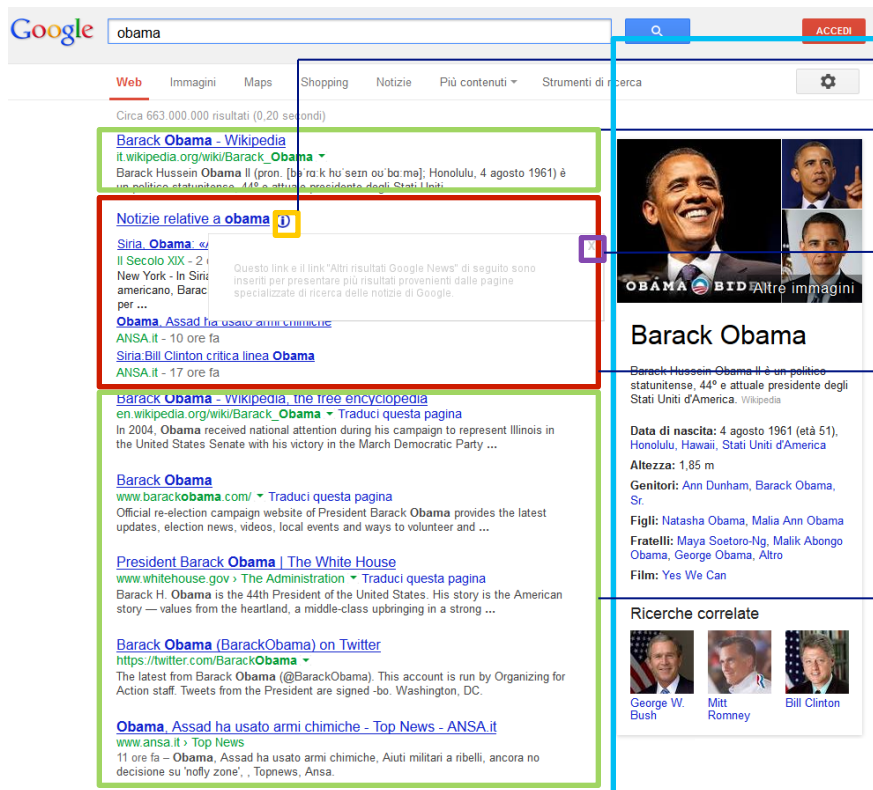 Google
obama
ACCEDI
Web Immagini Maps Shopping Notizie Più contenuti Strumenti di ricerca
Circa 663.000.000 risultati (0,20 secondi)
Barack Obama - Wikipedia
it.wikipedia.org/wiki/Barack_Obama
Barack Hussein Obama II (pron. [bəˈrɑːk hʊˈseɪn oʊˈbɑːmə]; Honolulu, 4 agosto 1961) è
un politico statunitense, 44º e attuale presidente degli Stati Uniti
Notizie relative a obama
Siria, Obama:
Il Secolo XIX - 2
New York - In Siria
americano, Barac
per ...
Questo link e il link "Altri risultati Google News" di seguito sono
inseriti per presentare più risultati provenienti dalle pagine
specializzate di ricerca delle notizie di Google.
X
Obama, Assad ha usato armi chimiche
ANSA.it - 10 ore fa
Siria:Bill Clinton critica linea Obama
ANSA.it - 17 ore fa
Barack Obama - Wikipedia, the free encyclopedia
en.wikipedia.org/wiki/Barack_Obama Traduci questa pagina
In 2004, Obama received national attention during his campaign to represent Illinois in
the United States Senate with his victory in the March Democratic Party ...
Barack Obama
www.barackobama.com/ Traduci questa pagina
Official re-election campaign website of President Barack Obama provides the latest
updates, election news, videos, local events and ways to volunteer and ...
President Barack Obama | The White House
www.whitehouse.gov › The Administration Traduci questa pagina
Barack H. Obama is the 44th President of the United States. His story is the American
story — values from the heartland, a middle-class upbringing in a strong ...
Barack Obama (BarackObama) on Twitter
https://twitter.com/BarackObama
The latest from Barack Obama (@BarackObama). This account is run by Organizing for
Action staff. Tweets from the President are signed -bo. Washington, DC.
Obama, Assad ha usato armi chimiche - Top News - ANSA.it
www.ansa.it › Top News
11 ore fa – Obama, Assad ha usato armi chimiche, Aiuti militari a ribelli, ancora no
decisione su 'nofly zone', , Topnews, Ansa.
OBAMA BIDE
Altre immagini
Barack Obama
Barack Hussein Obama II è un politico
statunitense, 44º e attuale presidente degli
Stati Uniti d'America. Wikipedia
Data di nascita: 4 agosto 1961 (età 51),
Honolulu, Hawaii, Stati Uniti d'America
Altezza: 1,85 m
Genitori: Ann Dunham, Barack Obama,
Sr.
Figli: Natasha Obama, Malia Ann Obama
Fratelli: Maya Soetoro-Ng, Malik Abongo
Obama, George Obama, Altro
Film: Yes We Can
Ricerche correlate
George W.
Bush
Mitt
Romney
Bill Clinton